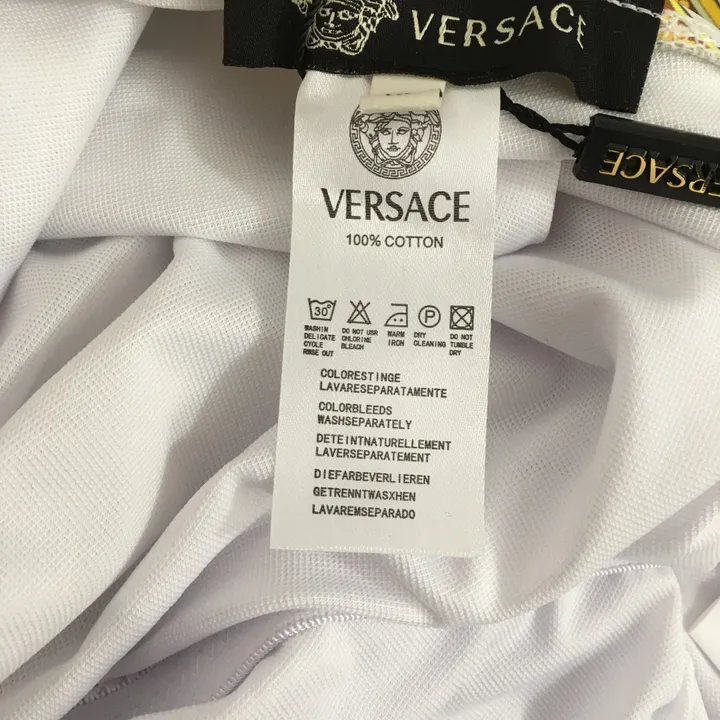 VERSACE
VERSACE
VERSACE
100% COTTON
30°
P
WASHIN
DELICATE
CYCLE
RINSE OUT
DO NOT USR
CHLORINE
BLEACH
WARM
IRON
DRY
CLEANING
DO NOT
TUMBLE
DRY
COLORESTINGE
LAVARESEPARATAMENTE
COLORBLEEDS
WASHSEPARATELY
DETEINTNATURELLEMENT
LAVERSEPARATEMENT
DIEFARBEVERLIEREN
GETRENNTWASXHEN
LAVAREMSEPARADO